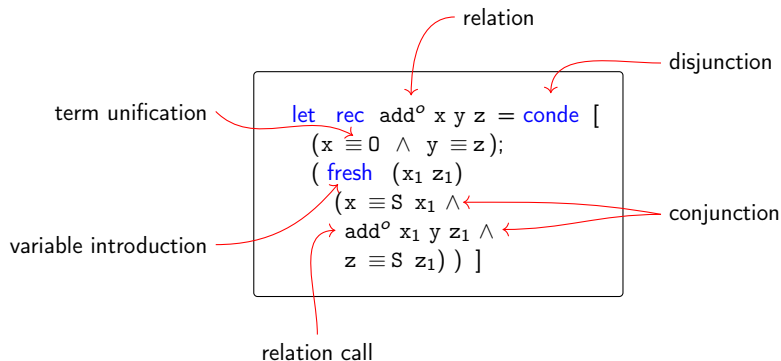 relation
disjunction
term unification
let rec addᵒ x y z = conde [
(x ≡ O ∧ y ≡ z);
( fresh (x₁ z₁)
(x ≡ S x₁ ∧
addᵒ x₁ y z₁ ∧
z ≡ S z₁) ) ]
conjunction
variable introduction
relation call